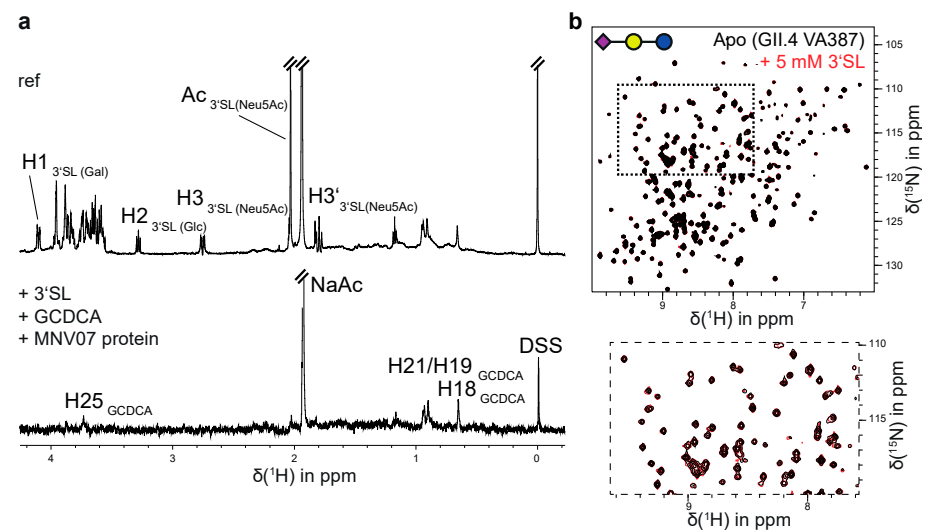 a
ref
Ac 3'SL(Neu5Ac)
H1 3'SL (Gal)
H2 3'SL (Glc)
H3 3'SL (Neu5Ac)
H3' 3'SL(Neu5Ac)
+ 3'SL
+ GCDCA
+ MNV07 protein
NaAc
DSS
H21/H19 GCDCA
H18 GCDCA
H25 GCDCA
4 3 2 1 0
δ(¹H) in ppm
b
Apo (GII.4 VA387)
+ 5 mM 3'SL
105
110
115
120
125
130
δ(¹⁵N) in ppm
9 8 7
δ(¹H) in ppm
110
115
δ(¹⁵N) in ppm
9 8
δ(¹H) in ppm